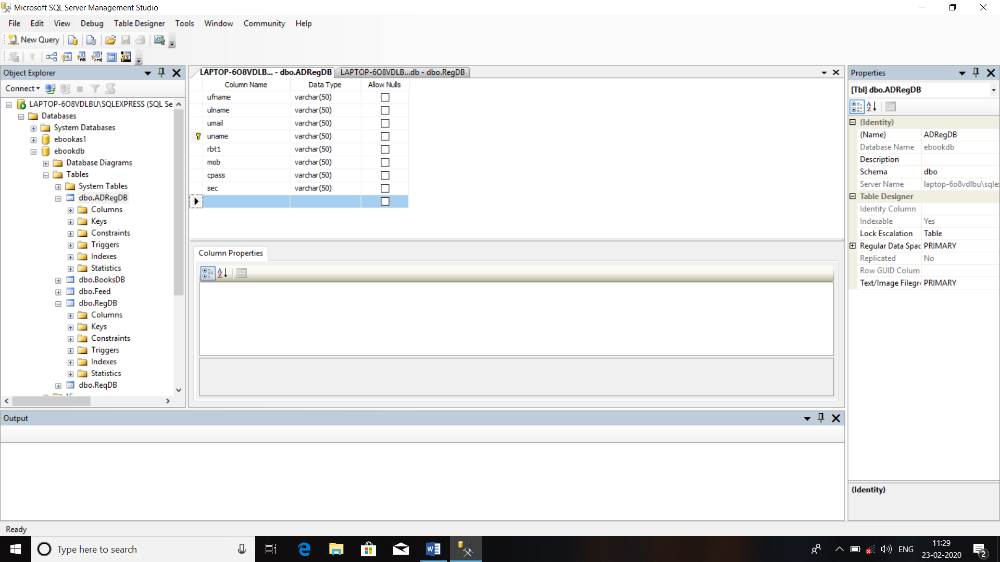 Microsoft SQL Server Management Studio
File Edit View Debug Table Designer Tools Window Community Help
New Query
Object Explorer
Connect
LAPTOP-6O8VDLBU\SQLEXPRESS (SQL Se
Databases
System Databases
ebookas1
ebookdb
Database Diagrams
Tables
System Tables
dbo.ADRegDB
Columns
Keys
Constraints
Triggers
Indexes
Statistics
dbo.BooksDB
dbo.Feed
dbo.RegDB
Columns
Keys
Constraints
Triggers
Indexes
Statistics
dbo.ReqDB
LAPTOP-6O8VDLB... - dbo.ADRegDB LAPTOP-6O8VDLB...db - dbo.RegDB
Column Name Data Type Allow Nulls
ufname varchar(50)
ulname varchar(50)
umail varchar(50)
uname varchar(50)
rbt1 varchar(50)
mob varchar(50)
cpass varchar(50)
sec varchar(50)
Column Properties
Properties
[Tbl] dbo.ADRegDB
(Identity)
(Name) ADRegDB
Database Name ebookdb
Description
Schema dbo
Server Name laptop-6o8vdlbu\sqle
Table Designer
Identity Column
Indexable Yes
Lock Escalation Table
Regular Data Spac PRIMARY
Replicated No
Row GUID Colum
Text/Image Filegr PRIMARY
(Identity)
Output
Ready
Type here to search
ENG
11:29
23-02-2020
2